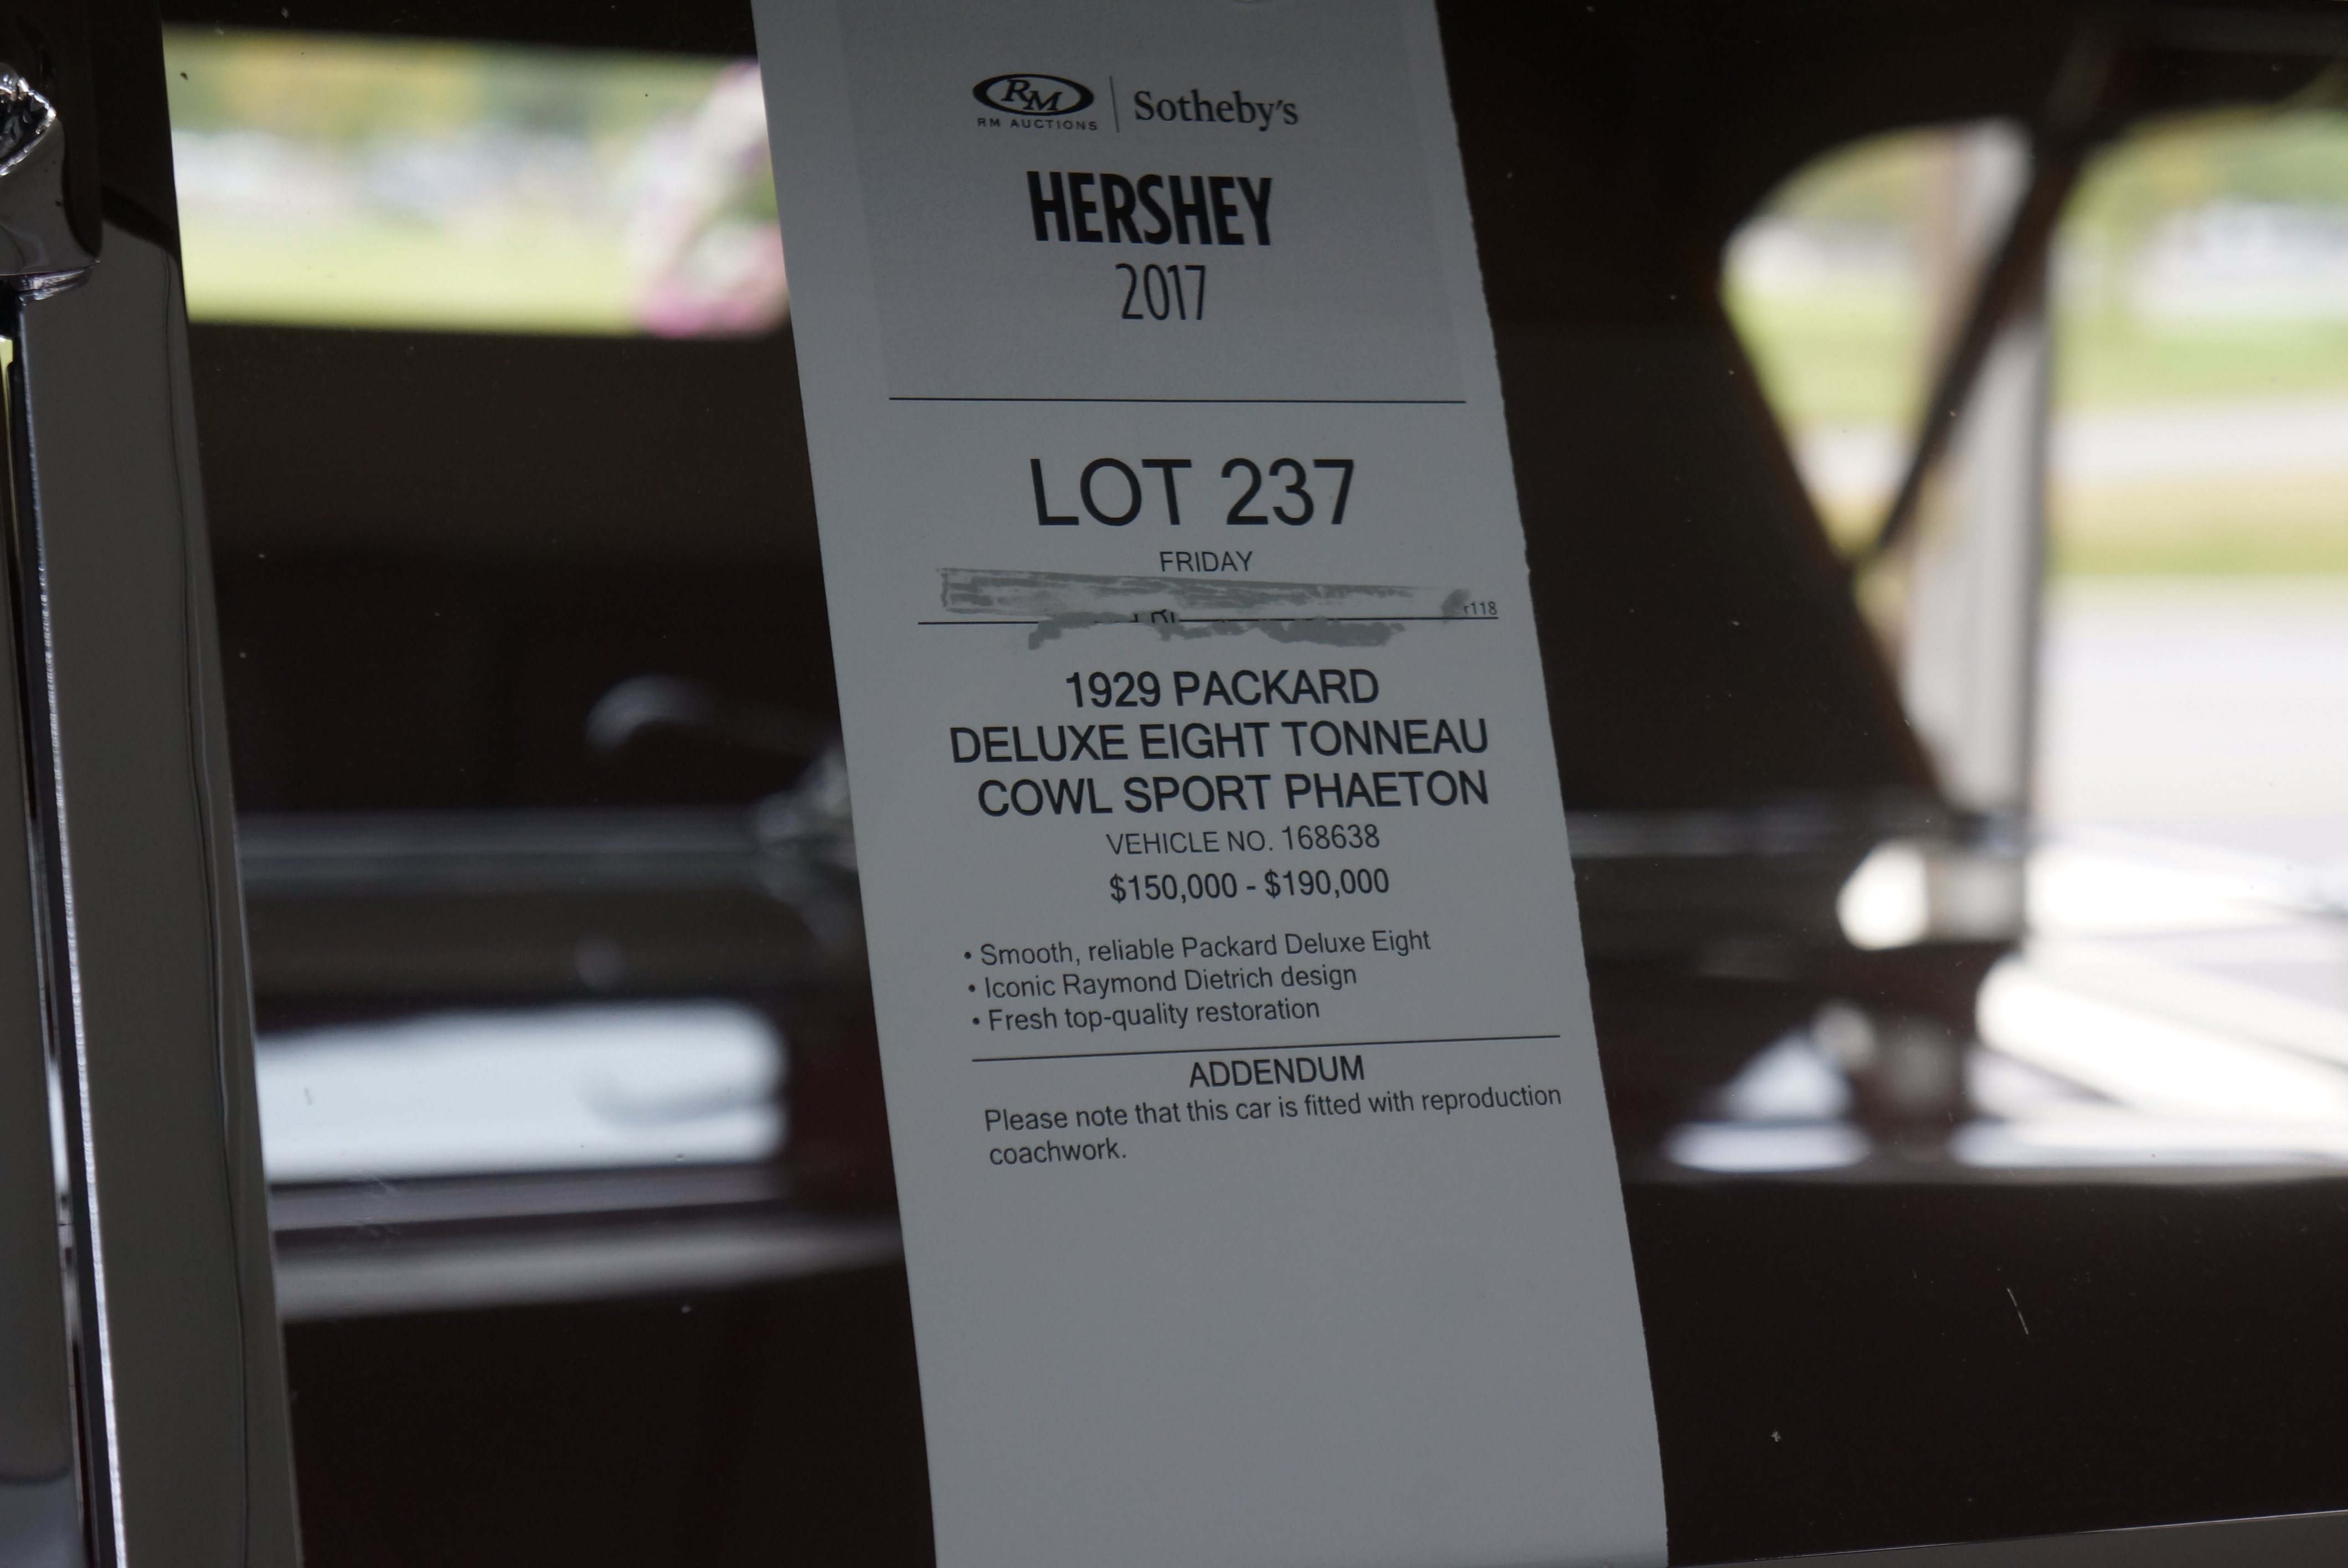 RM
RM AUCTIONS
Sotheby's
HERSHEY
2017
LOT 237
FRIDAY
r118
1929 PACKARD
DELUXE EIGHT TONNEAU
COWL SPORT PHAETON
VEHICLE NO. 168638
$150,000 - $190,000
• Smooth, reliable Packard Deluxe Eight
• Iconic Raymond Dietrich design
• Fresh top-quality restoration
ADDENDUM
Please note that this car is fitted with reproduction
coachwork.